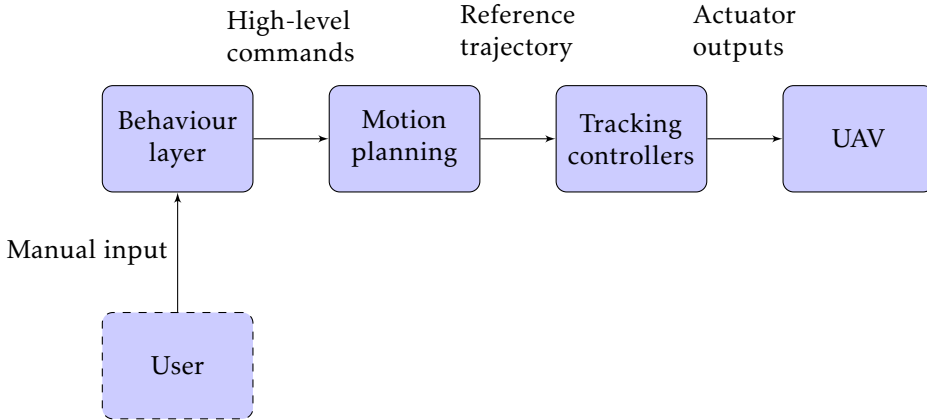 High-level
commands
Reference
trajectory
Actuator
outputs
Behaviour
layer
Motion
planning
Tracking
controllers
UAV
Manual input
User